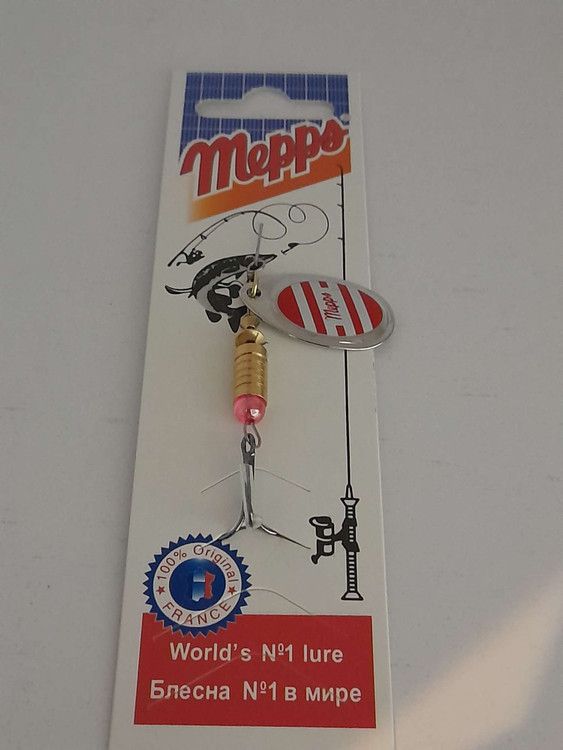 Mepps
Mepps
100% Original
FRANCE
World's Nº1 lure
Блесна Nº1 в мире